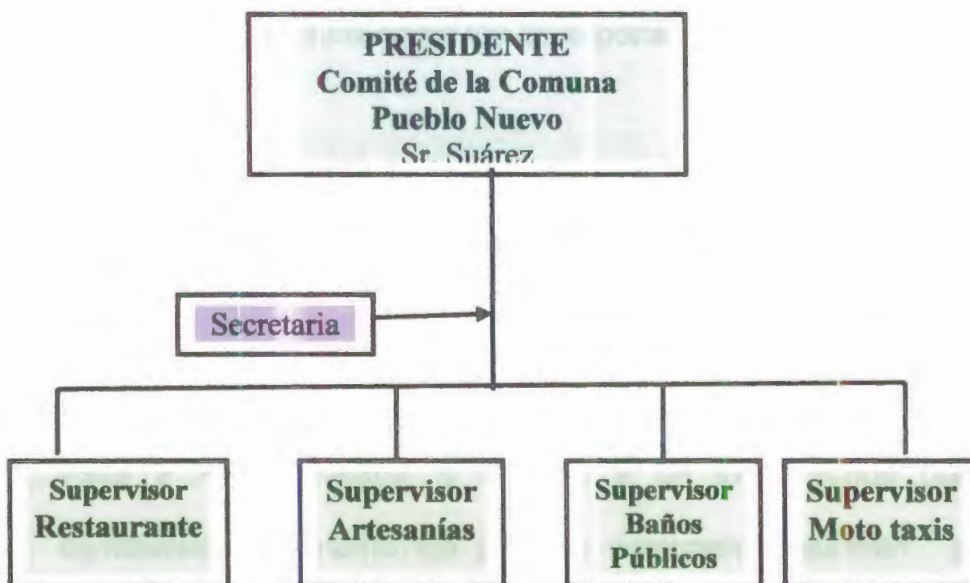 PRESIDENTE
Comité de la Comuna
Pueblo Nuevo
Sr. Suárez
Secretaria
Supervisor
Restaurante
Supervisor
Artesanías
Supervisor
Baños
Públicos
Supervisor
Moto taxis